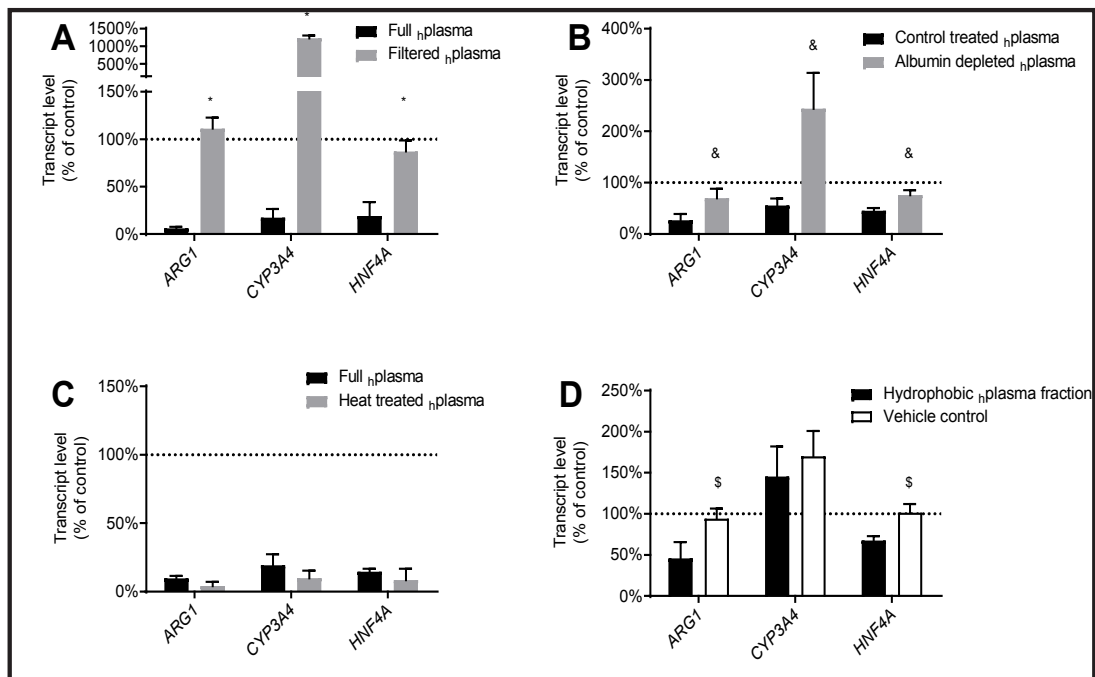 A
Full hplasma
Filtered hplasma
Transcript level
(% of control)
1500%
1000%
500%
150%
100%
50%
0%
*
*
*
ARG1
CYP3A4
HNF4A
B
Control treated hplasma
Albumin depleted hplasma
Transcript level
(% of control)
400%
300%
200%
100%
0%
&
&
&
ARG1
CYP3A4
HNF4A
C
Full hplasma
Heat treated hplasma
Transcript level
(% of control)
150%
100%
50%
0%
ARG1
CYP3A4
HNF4A
D
Hydrophobic hplasma fraction
Vehicle control
Transcript level
(% of control)
250%
200%
150%
100%
50%
0%
$
$
ARG1
CYP3A4
HNF4A